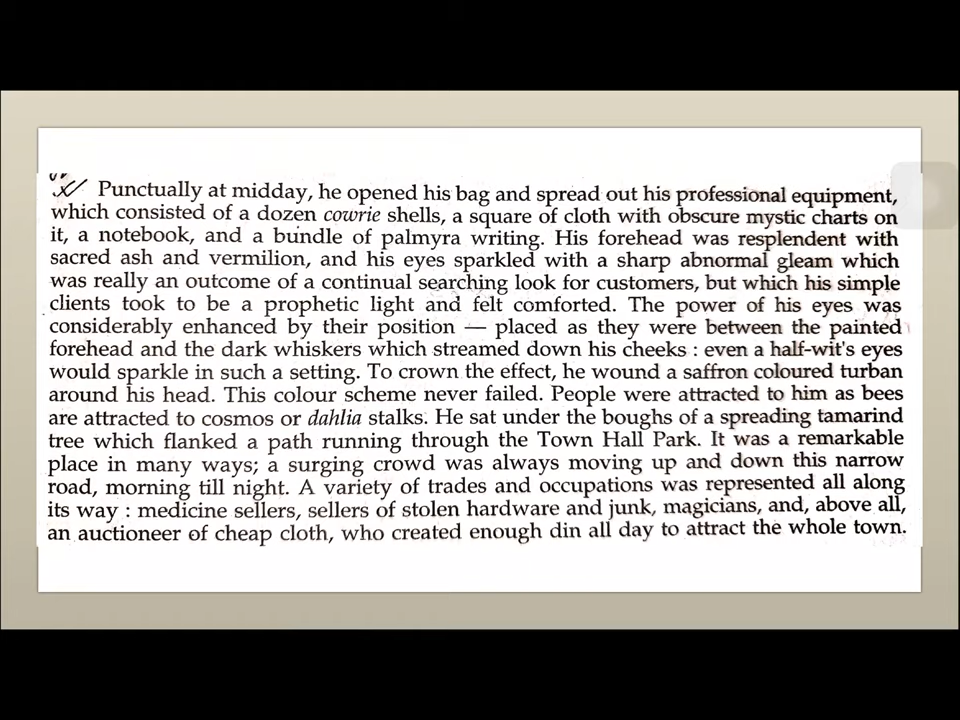 Punctually at midday, he opened his bag and spread out his professional equipment,
which consisted of a dozen cowrie shells, a square of cloth with obscure mystic charts on
it, a notebook, and a bundle of palmyra writing. His forehead was resplendent with
sacred ash and vermilion, and his eyes sparkled with a sharp abnormal gleam which
was really an outcome of a continual searching look for customers, but which his simple
clients took to be a prophetic light and felt comforted. The power of his eyes was
considerably enhanced by their position — placed as they were between the painted
forehead and the dark whiskers which streamed down his cheeks : even a half-wit's eyes
would sparkle in such a setting. To crown the effect, he wound a saffron coloured turban
around his head. This colour scheme never failed. People were attracted to him as bees
are attracted to cosmos or dahlia stalks. He sat under the boughs of a spreading tamarind
tree which flanked a path running through the Town Hall Park. It was a remarkable
place in many ways; a surging crowd was always moving up and down this narrow
road, morning till night. A variety of trades and occupations was represented all along
its way : medicine sellers, sellers of stolen hardware and junk, magicians, and, above all,
an auctioneer of cheap cloth, who created enough din all day to attract the whole town.